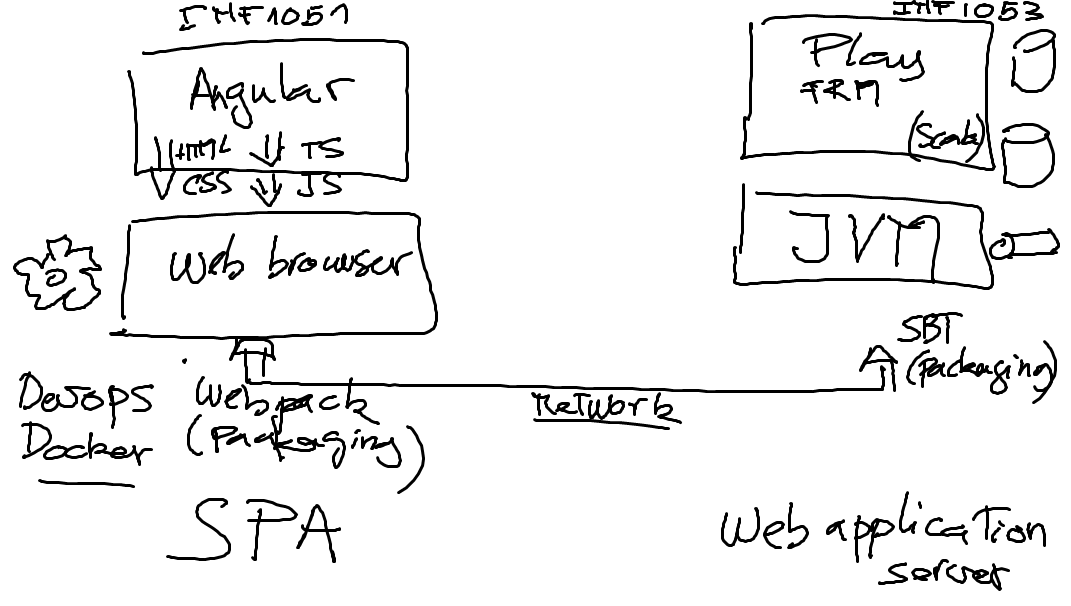 INF1051
Angular
HTML TS
CSS JS
Web browser
Webpack
(Packaging)
DevOPS
Docker
SPA
Network
INF1053
Play
FRM
(Scala)
JVM
SBT
(Packaging)
Web application
server